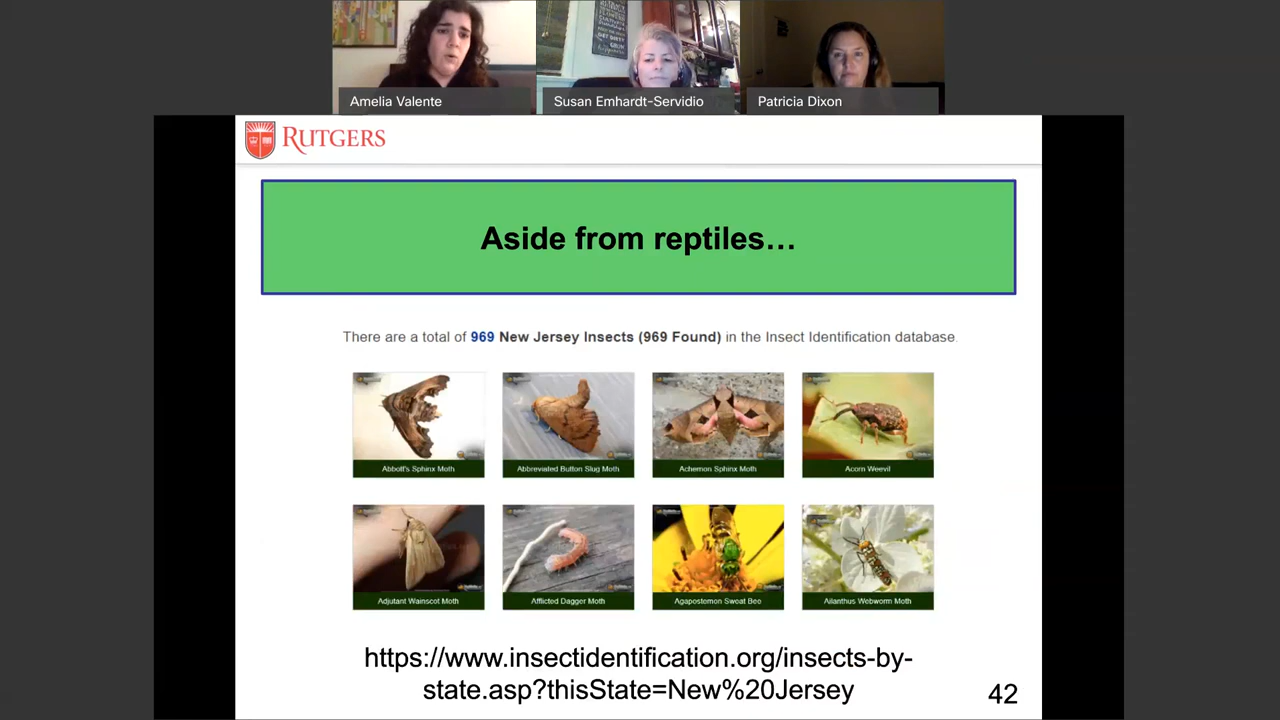 Amelia Valente
Susan Emhardt-Servidio
Patricia Dixon
RUTGERS
Aside from reptiles…
There are a total of 969 New Jersey Insects (969 Found) in the Insect Identification database.
Abbott's Sphinx Moth
Abbreviated Button Slug Moth
Achemon Sphinx Moth
Acorn Weevil
Adjutant Wainscot Moth
Afflicted Dagger Moth
Agapostemon Sweat Bee
Ailanthus Webworm Moth
https://www.insectidentification.org/insects-by-
state.asp?thisState=New%20Jersey
42